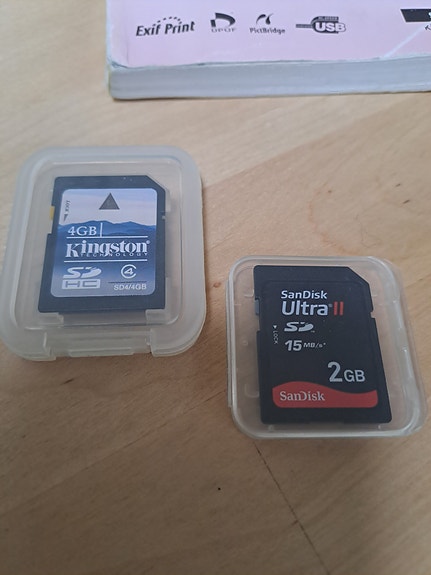 Exif Print
DPOF
PictBridge
USB
4GB
Kingston
TECHNOLOGY
SD
HC
4
SD4/4GB
SanDisk
Ultra II
SD
LOCK
15 MB/s*
2GB
SanDisk